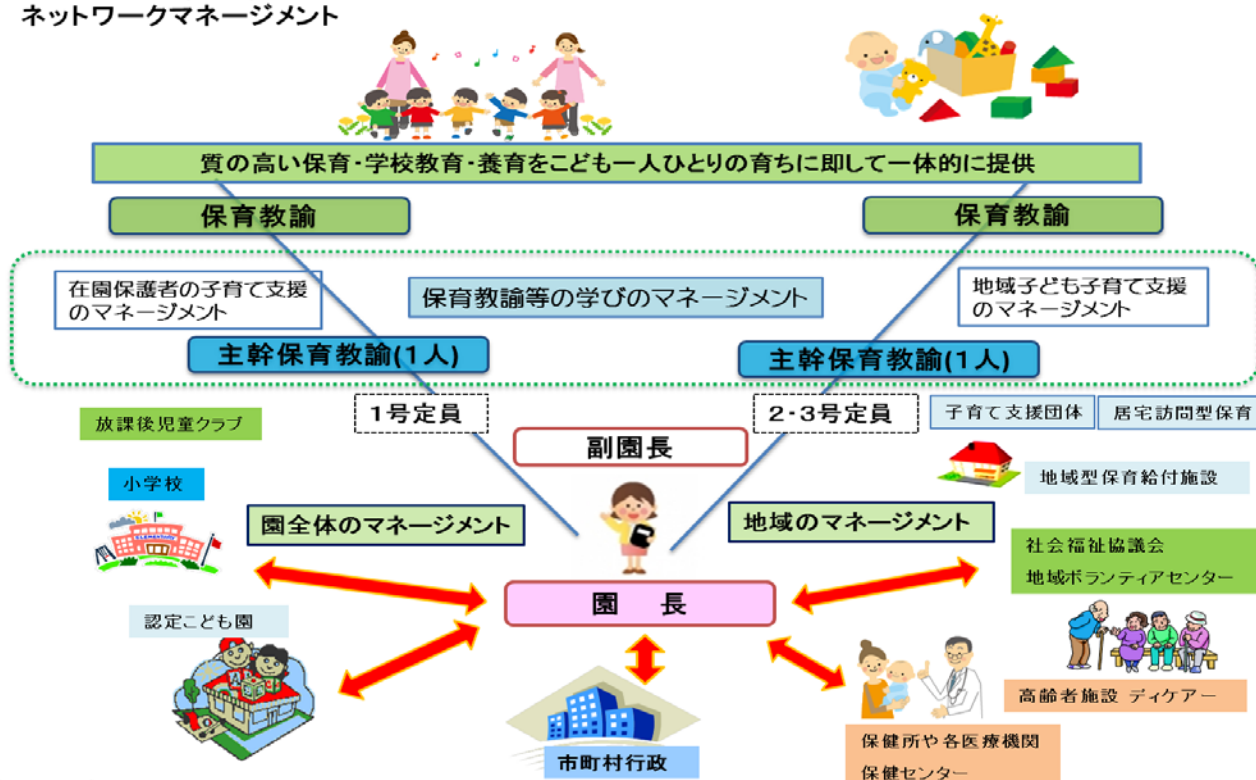 ネットワークマネージメント
質の高い保育・学校教育・養育をこども一人ひとりの育ちに即して一体的に提供
保育教諭
保育教諭
在園保護者の子育て支援
のマネージメント
保育教諭等の学びのマネージメント
地域子ども子育て支援
のマネージメント
主幹保育教諭(1人)
主幹保育教諭(1人)
放課後児童クラブ
1号定員
2・3号定員
子育て支援団体
居宅訪問型保育
副園長
小学校
地域型保育給付施設
園全体のマネージメント
地域のマネージメント
ELEMENTARY
社会福祉協議会
地域ボランティアセンター
園　長
認定こども園
高齢者施設 ディケアー
市町村行政
保健所や各医療機関
保健センター